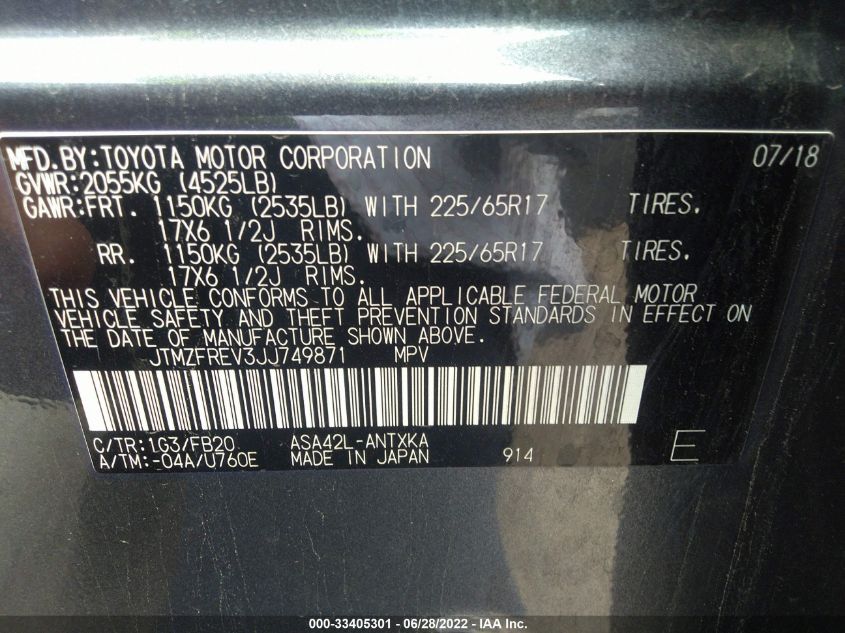 MFD.BY:TOYOTA MOTOR CORPORATION 07/18
GVWR:2055KG (4525LB)
GAWR:FRT. 1150KG (2535LB) WITH 225/65R17 TIRES.
17X6 1/2J RIMS.
RR. 1150KG (2535LB) WITH 225/65R17 TIRES.
17X6 1/2J RIMS.
THIS VEHICLE CONFORMS TO ALL APPLICABLE FEDERAL MOTOR
VEHICLE SAFETY AND THEFT PREVENTION STANDARDS IN EFFECT ON
THE DATE OF MANUFACTURE SHOWN ABOVE.
JTMZFREV3JJ749871 MPV
C/TR:1G3/FB20 ASA42L-ANTXKA
A/TM:-04A/U760E MADE IN JAPAN 914 E
000-33405301 - 06/28/2022 - IAA Inc.